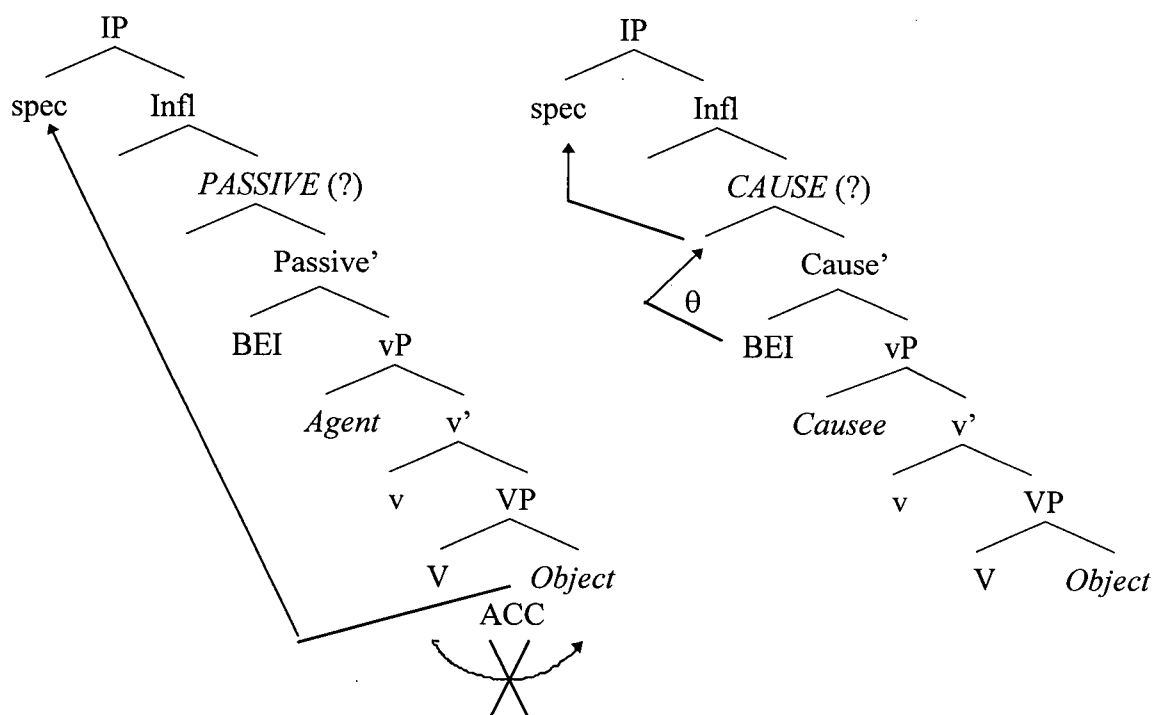 IP IP
spec Infl spec Infl
PASSIVE (?) CAUSE (?)
Passive’ Cause’
θ
BEI vP BEI vP
Agent v’ Causee v’
v VP v VP
V Object V Object
ACC